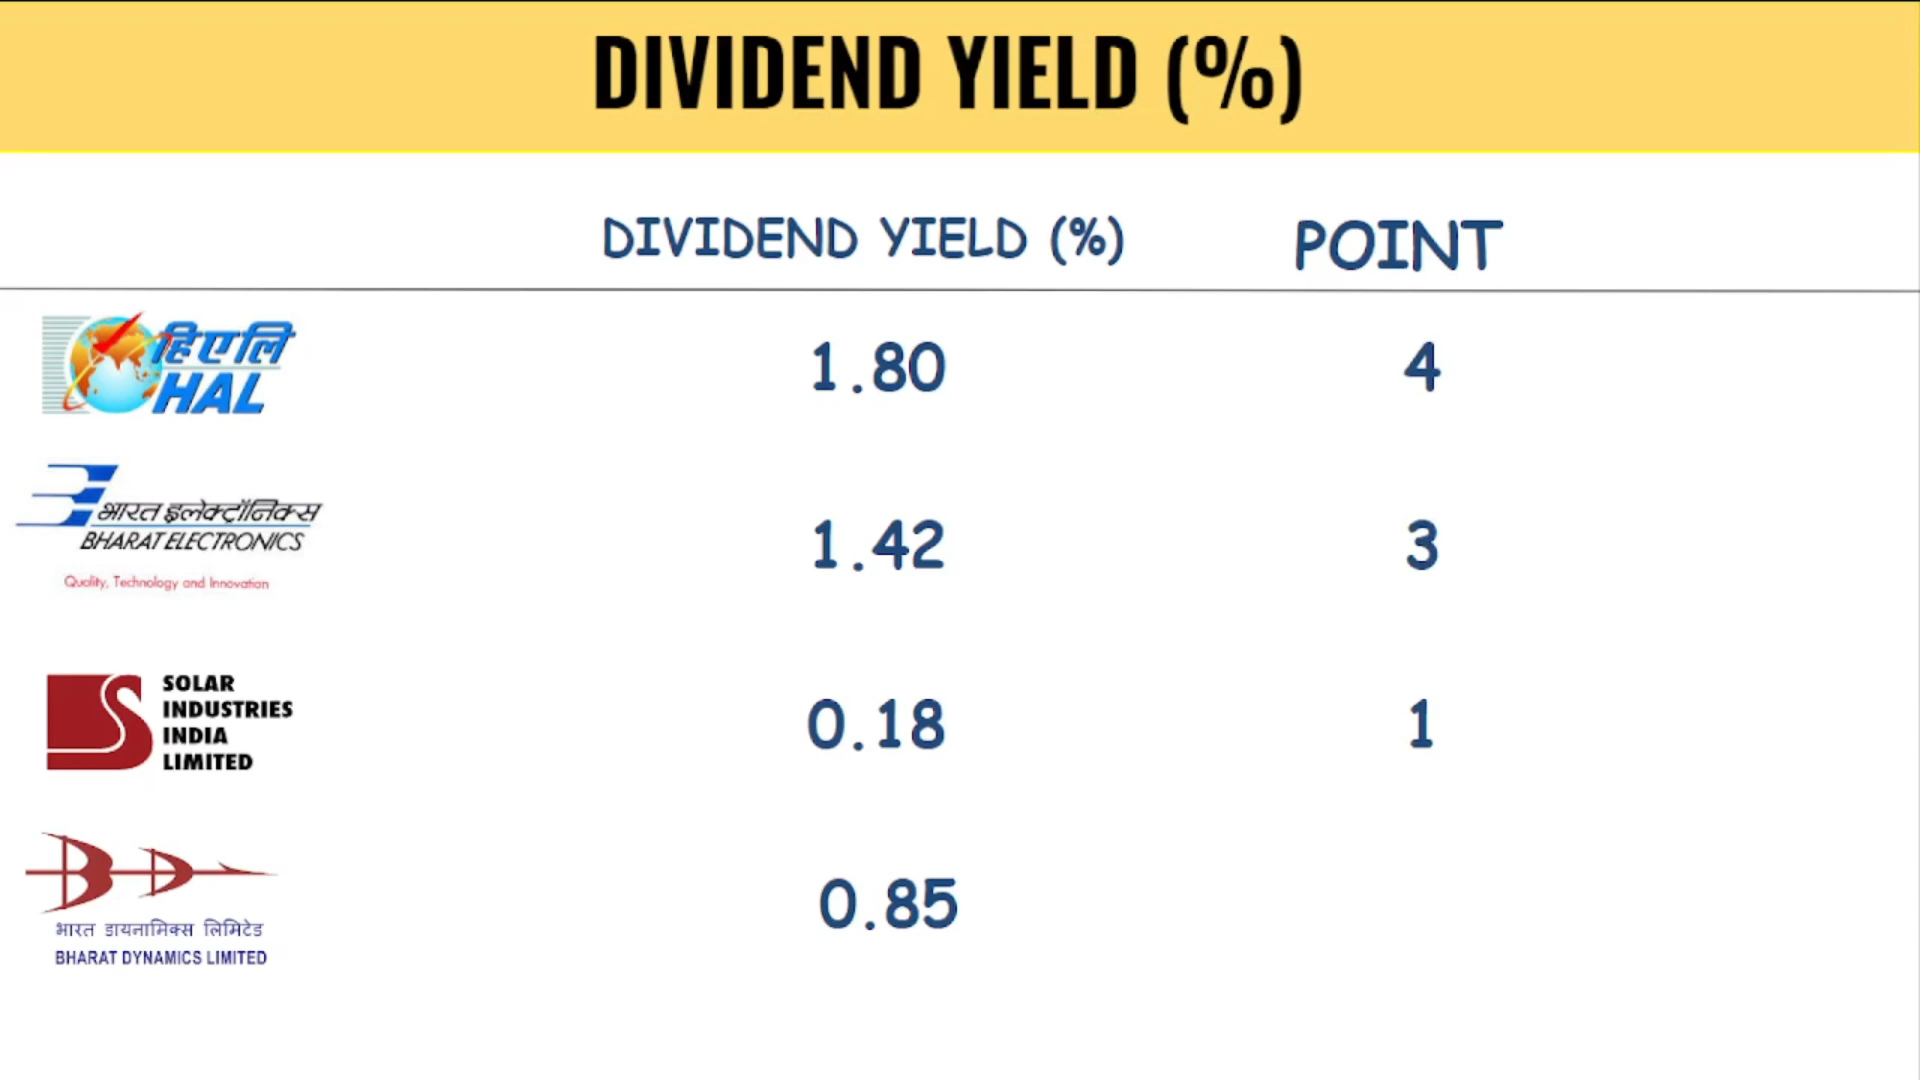 DIVIDEND YIELD (%)
DIVIDEND YIELD (%) POINT
हिएलि
HAL
1.80 4
भारत इलेक्ट्रॉनिक्स
BHARAT ELECTRONICS
Quality, Technology and Innovation
1.42 3
SOLAR
INDUSTRIES
INDIA
LIMITED
0.18 1
भारत डायनामिक्स लिमिटेड
BHARAT DYNAMICS LIMITED
0.85